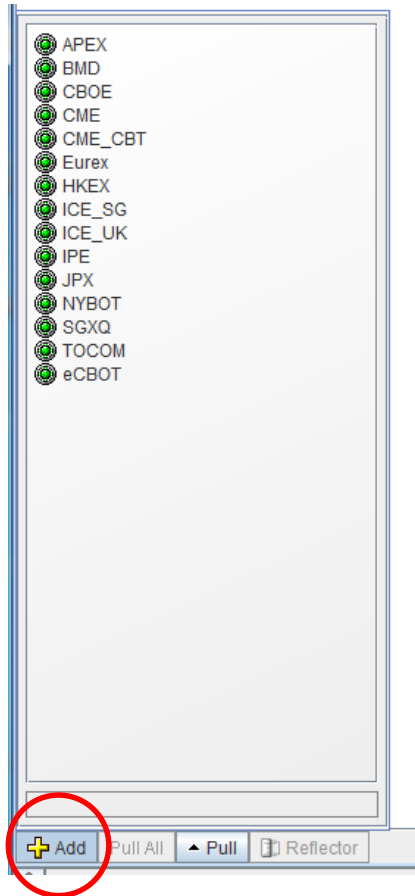 APEX
BMD
CBOE
CME
CME_CBT
Eurex
HKEX
ICE_SG
ICE_UK
IPE
JPX
NYBOT
SGXQ
TOCOM
eCBOT
Add Pull All Pull Reflector